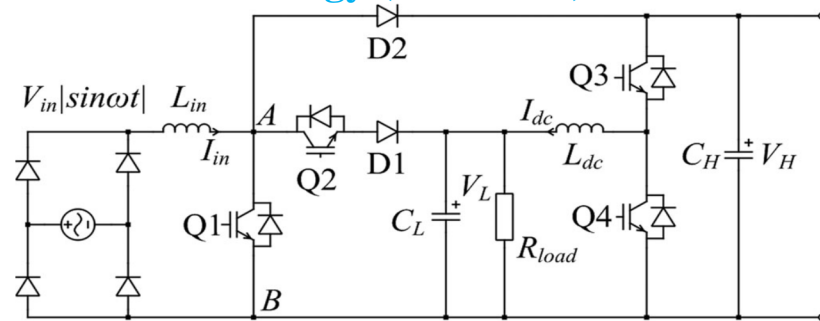 D2
Q3
V_in|sinωt|
L_in
A
I_in
Q2
D1
I_dc
L_dc
C_H
+
V_H
Q1
C_L
+
V_L
R_load
Q4
B
+